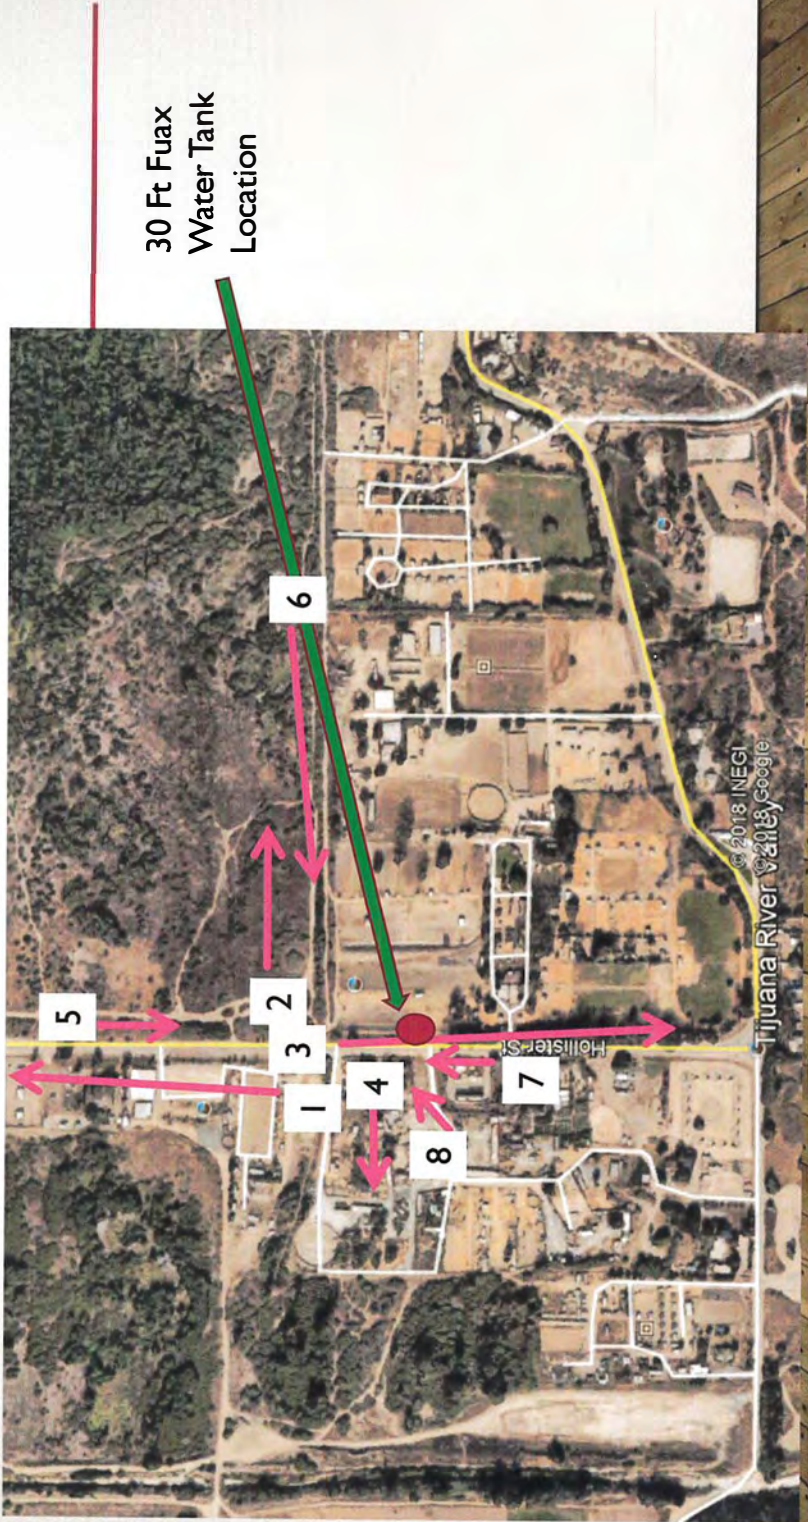 30 Ft Fuax
Water Tank
Location
5
6
2
3
1
4
7
8
Hollister St
© 2018 INEGI
© 2018 Google
Tijuana River Valley